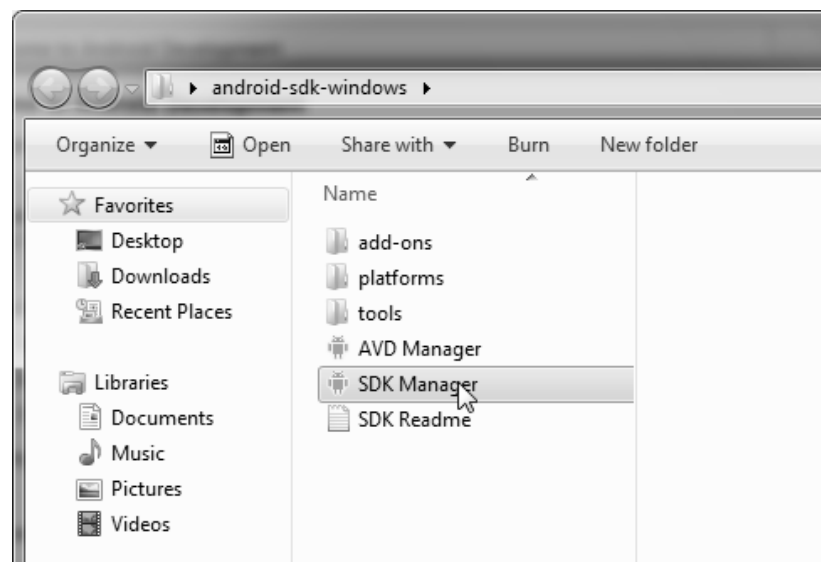 android-sdk-windows
Organize Open Share with Burn New folder
Favorites
Desktop
Downloads
Recent Places
Libraries
Documents
Music
Pictures
Videos
Name
add-ons
platforms
tools
AVD Manager
SDK Manager
SDK Readme